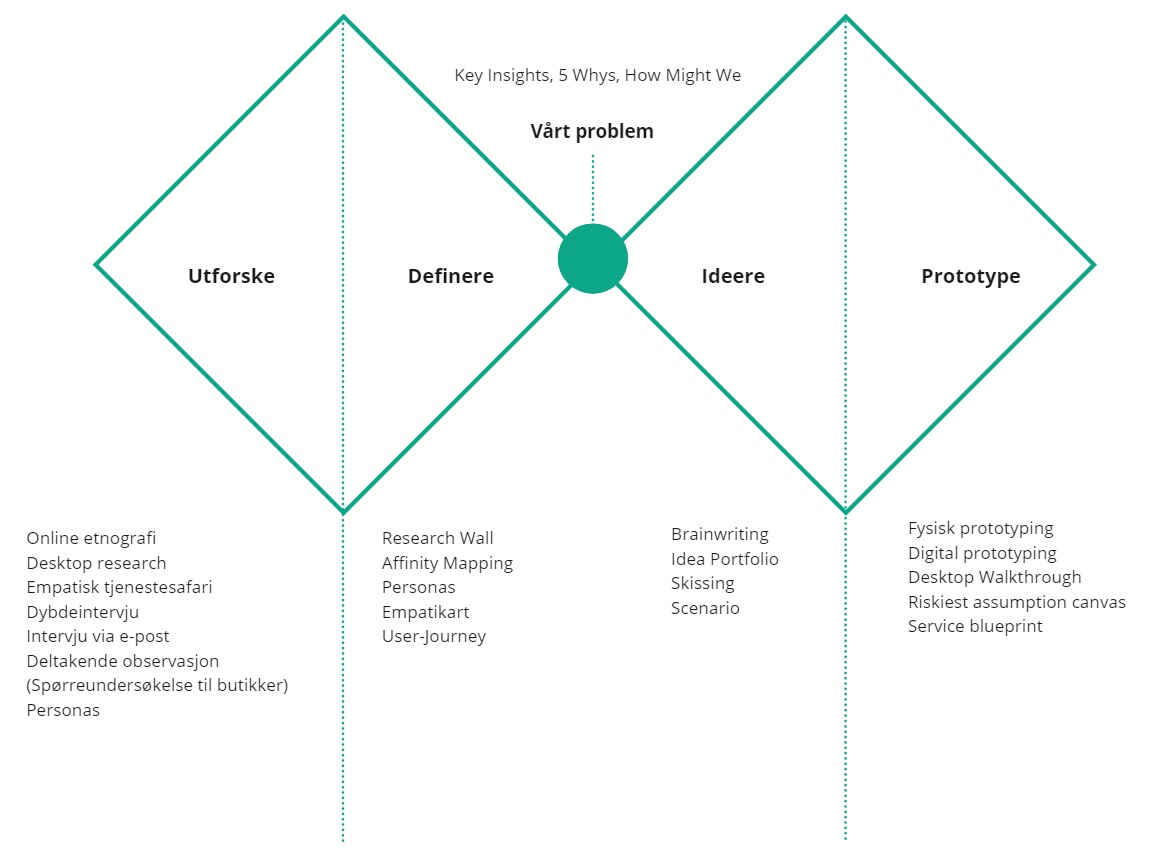 Key Insights, 5 Whys, How Might We
Vårt problem
Utforske
Definere
Ideere
Prototype
Online etnografi
Desktop research
Empatisk tjenestesafari
Dybdeintervju
Intervju via e-post
Deltakende observasjon
(Spørreundersøkelse til butikker)
Personas
Research Wall
Affinity Mapping
Personas
Empatikart
User-Journey
Brainwriting
Idea Portfolio
Skissing
Scenario
Fysisk prototyping
Digital prototyping
Desktop Walkthrough
Riskiest assumption canvas
Service blueprint